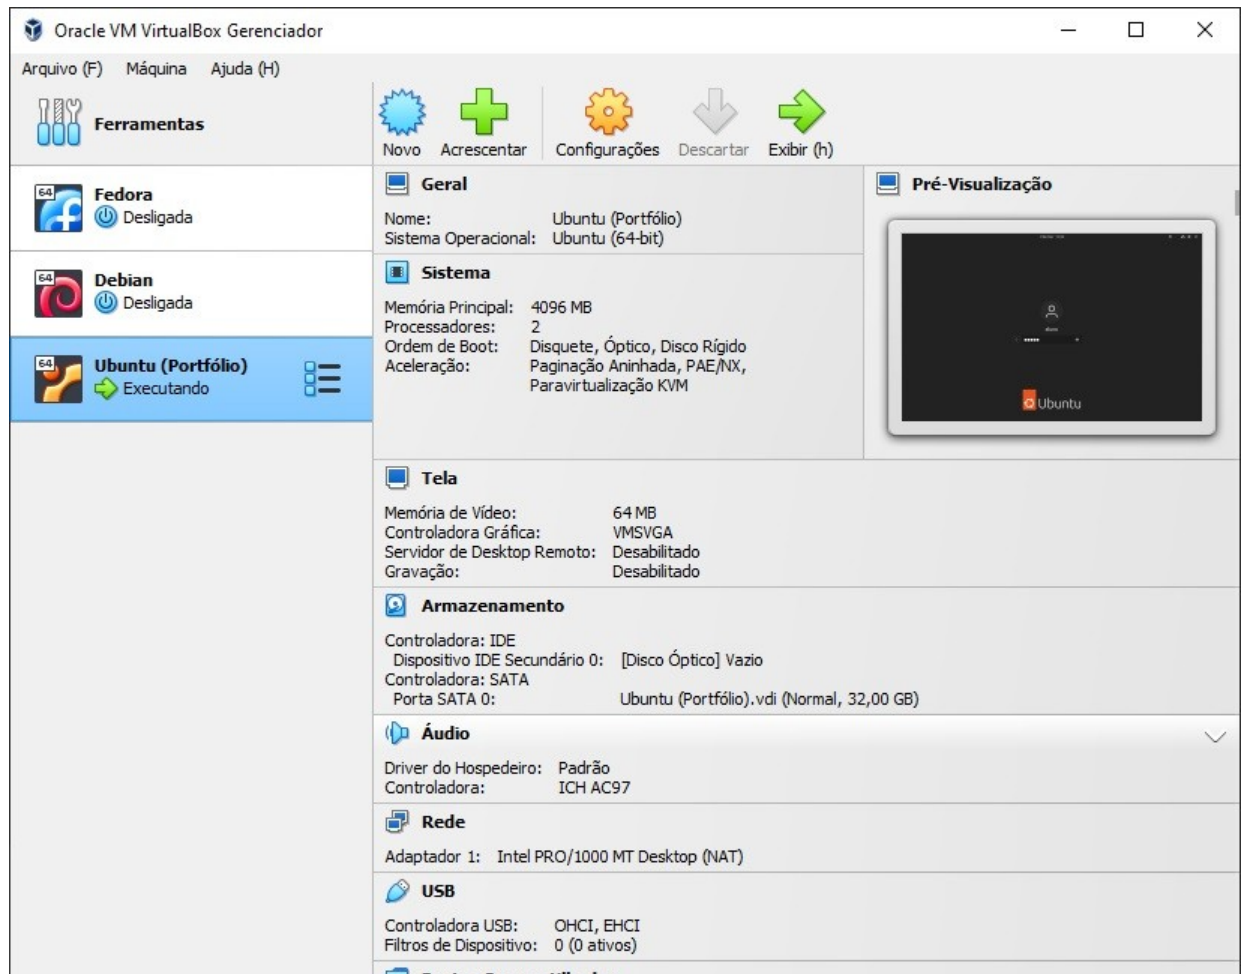 Oracle VM VirtualBox Gerenciador
Arquivo (F) Máquina Ajuda (H)
Ferramentas
Novo Acrescentar Configurações Descartar Exibir (h)
64
Fedora
Desligada
64
Debian
Desligada
64
Ubuntu (Portfólio)
Executando
Geral
Nome: Ubuntu (Portfólio)
Sistema Operacional: Ubuntu (64-bit)
Pré-Visualização
Ubuntu
Sistema
Memória Principal: 4096 MB
Processadores: 2
Ordem de Boot: Disquete, Óptico, Disco Rígido
Aceleração: Paginação Aninhada, PAE/NX,
Paravirtualização KVM
Tela
Memória de Vídeo: 64 MB
Controladora Gráfica: VMSVGA
Servidor de Desktop Remoto: Desabilitado
Gravação: Desabilitado
Armazenamento
Controladora: IDE
Dispositivo IDE Secundário 0: [Disco Óptico] Vazio
Controladora: SATA
Porta SATA 0: Ubuntu (Portfólio).vdi (Normal, 32,00 GB)
Áudio
Driver do Hospedeiro: Padrão
Controladora: ICH AC97
Rede
Adaptador 1: Intel PRO/1000 MT Desktop (NAT)
USB
Controladora USB: OHCI, EHCI
Filtros de Dispositivo: 0 (0 ativos)